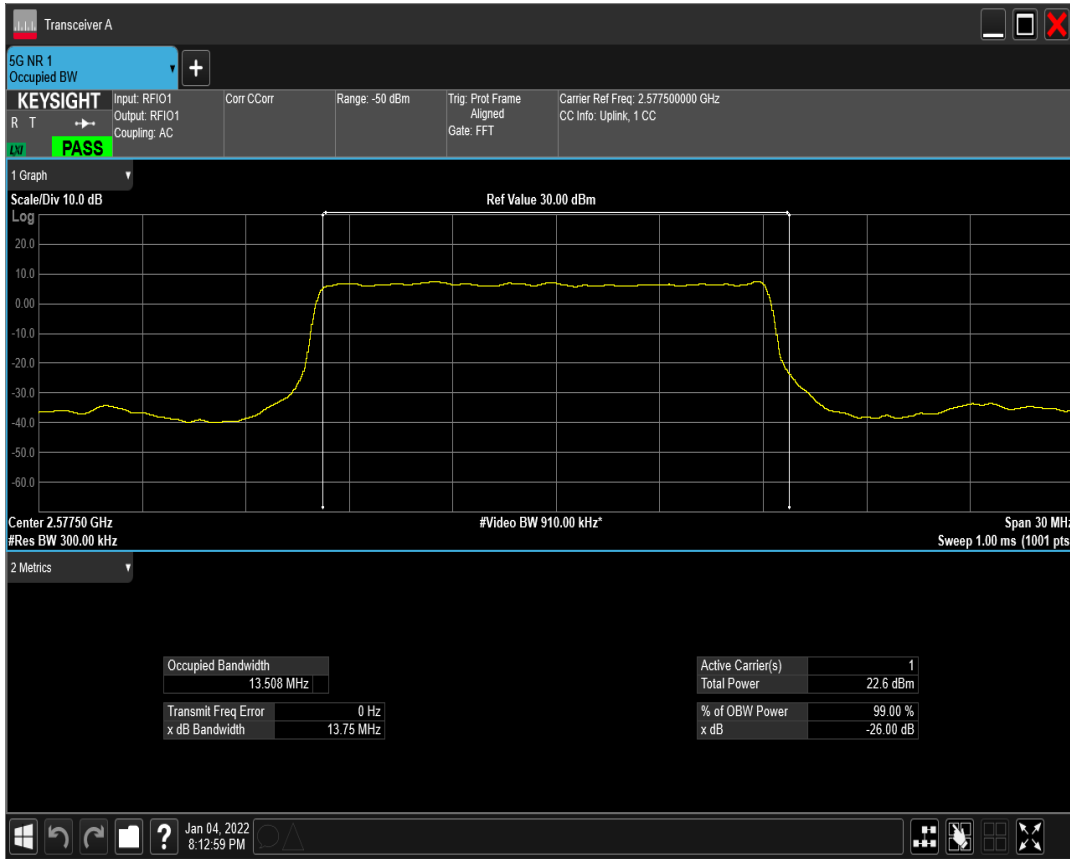 Transceiver A
5G NR 1
Occupied BW
KEYSIGHT
R T
LXI
PASS
Input: RFIO1
Output: RFIO1
Coupling: AC
Corr CCorr
Range: -50 dBm
Trig: Prot Frame
Aligned
Gate: FFT
Carrier Ref Freq: 2.577500000 GHz
CC Info: Uplink, 1 CC
1 Graph
Scale/Div 10.0 dB
Ref Value 30.00 dBm
Log
20.0
10.0
0.00
-10.0
-20.0
-30.0
-40.0
-50.0
-60.0
Center 2.57750 GHz
#Video BW 910.00 kHz*
Span 30 MHz
#Res BW 300.00 kHz
Sweep 1.00 ms (1001 pts
2 Metrics
Occupied Bandwidth
13.508 MHz
Transmit Freq Error 0 Hz
x dB Bandwidth 13.75 MHz
Active Carrier(s) 1
Total Power 22.6 dBm
% of OBW Power 99.00 %
x dB -26.00 dB
?
Jan 04, 2022
8:12:59 PM